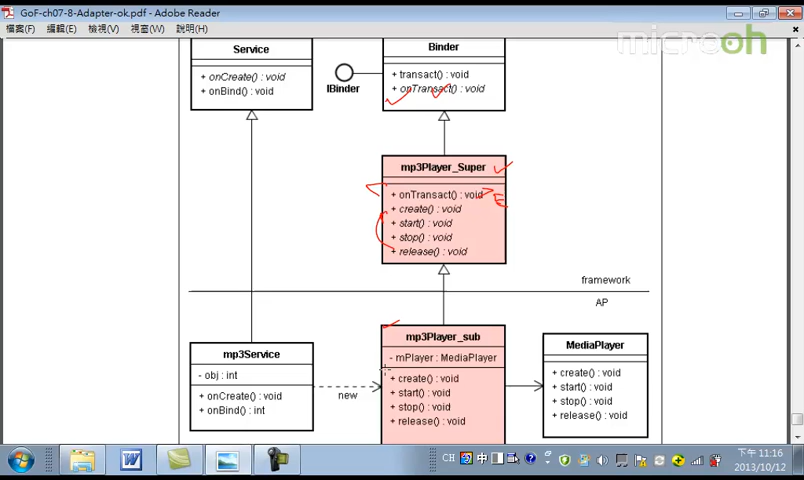 GoF-ch07-8-Adapter-ok.pdf - Adobe Reader
檔案(F) 編輯(E) 檢視(V) 視窗(W) 說明(H)
microoh
Service
+ onCreate() : void
+ onBind() : void
IBinder
Binder
+ transact() : void
+ onTransact() : void
mp3Player_Super
+ onTransact() : void
+ create() : void
+ start() : void
+ stop() : void
+ release() : void
framework
AP
mp3Service
- obj : int
+ onCreate() : void
+ onBind() : int
new
mp3Player_sub
- mPlayer : MediaPlayer
+ create() : void
+ start() : void
+ stop() : void
+ release() : void
MediaPlayer
+ create() : void
+ start() : void
+ stop() : void
+ release() : void
CH 中
下午 11:16
2013/10/12